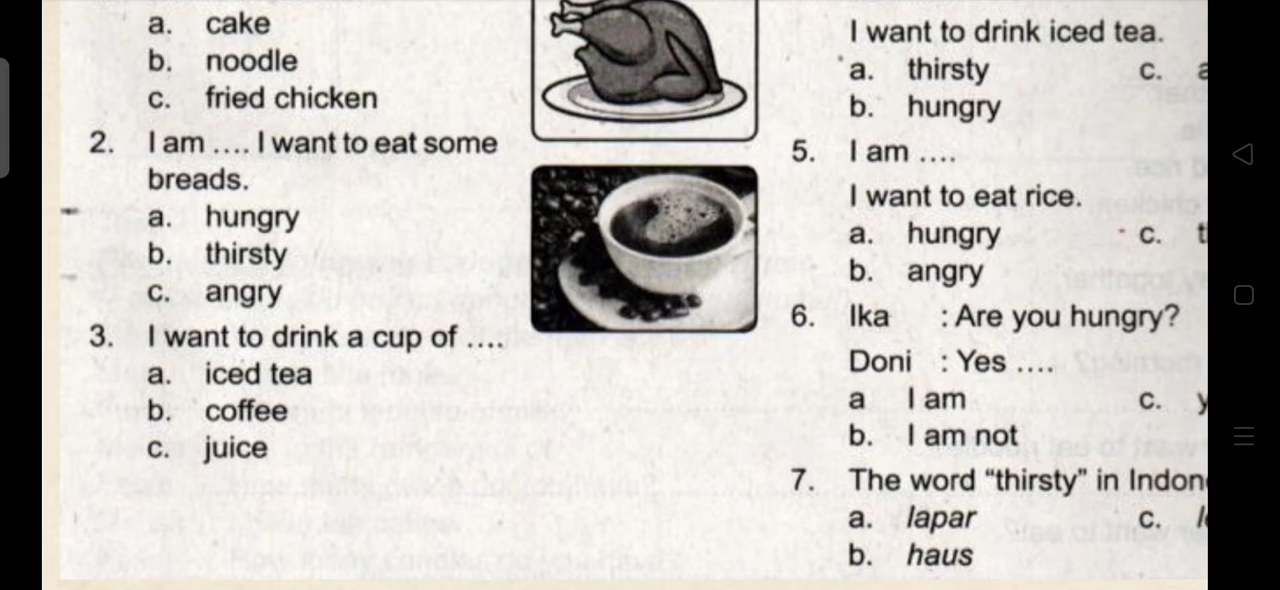 a. cake
b. noodle
c. fried chicken
2. I am .... I want to eat some
breads.
a. hungry
b. thirsty
c. angry
3. I want to drink a cup of ....
a. iced tea
b. coffee
c. juice
I want to drink iced tea.
a. thirsty c.
b. hungry
5. I am ....
I want to eat rice.
a. hungry c.
b. angry
6. Ika : Are you hungry?
Doni : Yes ....
a I am c.
b. I am not
7. The word “thirsty” in
a. lapar c.
b. haus